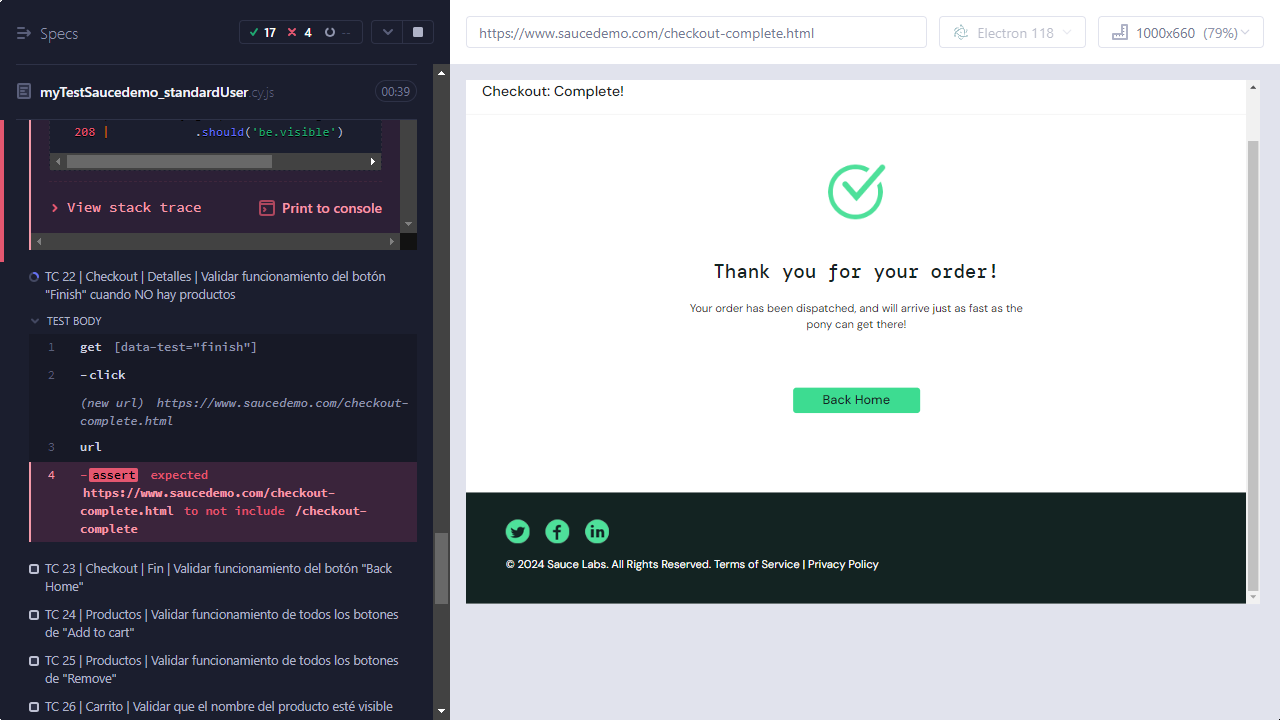 Specs
17 4 --
myTestSaucedemo_standardUser.cy.js 00:39
208 | .should('be.visible')
View stack trace
Print to console
TC 22 | Checkout | Detalles | Validar funcionamiento del botón
"Finish" cuando NO hay productos
TEST BODY
1 get [data-test="finish"]
2 -click
(new url) https://www.saucedemo.com/checkout-
complete.html
3 url
4 -assert expected
https://www.saucedemo.com/checkout-
complete.html to not include /checkout-
complete
TC 23 | Checkout | Fin | Validar funcionamiento del botón "Back
Home"
TC 24 | Productos | Validar funcionamiento de todos los botones
de "Add to cart"
TC 25 | Productos | Validar funcionamiento de todos los botones
de "Remove"
TC 26 | Carrito | Validar que el nombre del producto esté visible
https://www.saucedemo.com/checkout-complete.html
Electron 118
1000x660 (79%)
Checkout: Complete!
Thank you for your order!
Your order has been dispatched, and will arrive just as fast as the
pony can get there!
Back Home
© 2024 Sauce Labs. All Rights Reserved. Terms of Service | Privacy Policy